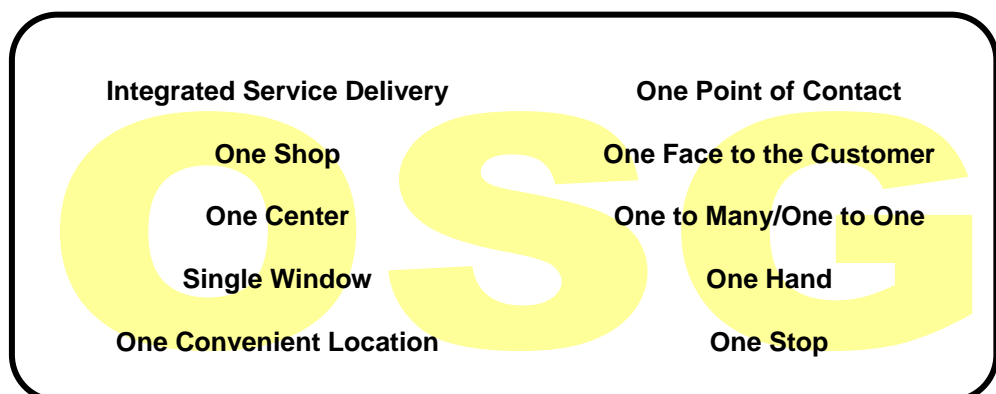 Integrated Service Delivery
One Shop
One Center
Single Window
One Convenient Location
One Point of Contact
One Face to the Customer
One to Many/One to One
One Hand
One Stop
OSG